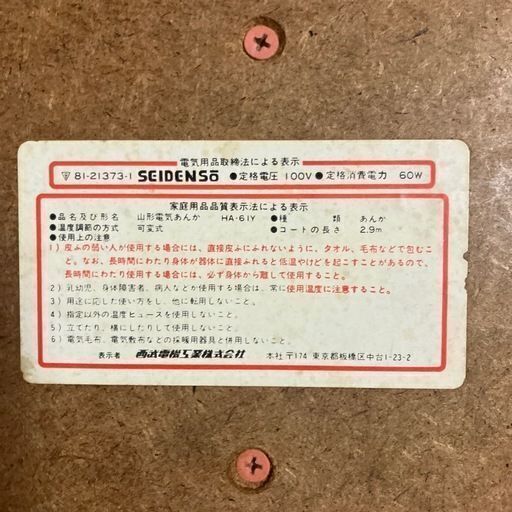 電気用品取締法による表示
▽ 81-21373-1 SEIDENSO ●定格電圧 100V ●定格消費電力 60W
家庭用品品質表示法による表示
●品名及び形名 山形電気あんか HA-61Y ●種類 あんか
●温度調節の方式 可変式 ●コートの長さ 2.9m
●使用上の注意
1）皮ふの弱い人が使用する場合には、直接皮ふにふれないように、タオル、毛布などで包むこ
と。なお、長時間にわたり身体が器体に直接ふれると低温やけどを起こすことがあるので、
長時間にわたり使用する場合には、必ず身体から離して使用すること。
2）乳幼児、身体障害者、病人などが使用する場合は、常に使用温度に注意すること。
3）用途に応じた使い方をし、他に転用しないこと。
4）指定以外の温度ヒューズを使用しないこと。
5）立てたり、横にしたりして使用しないこと。
6）電気毛布、電気敷布などの採暖用器具と併用しないこと。
表示者 西武電機工業株式会社 本社 〒174 東京都板橋区中台1-23-2